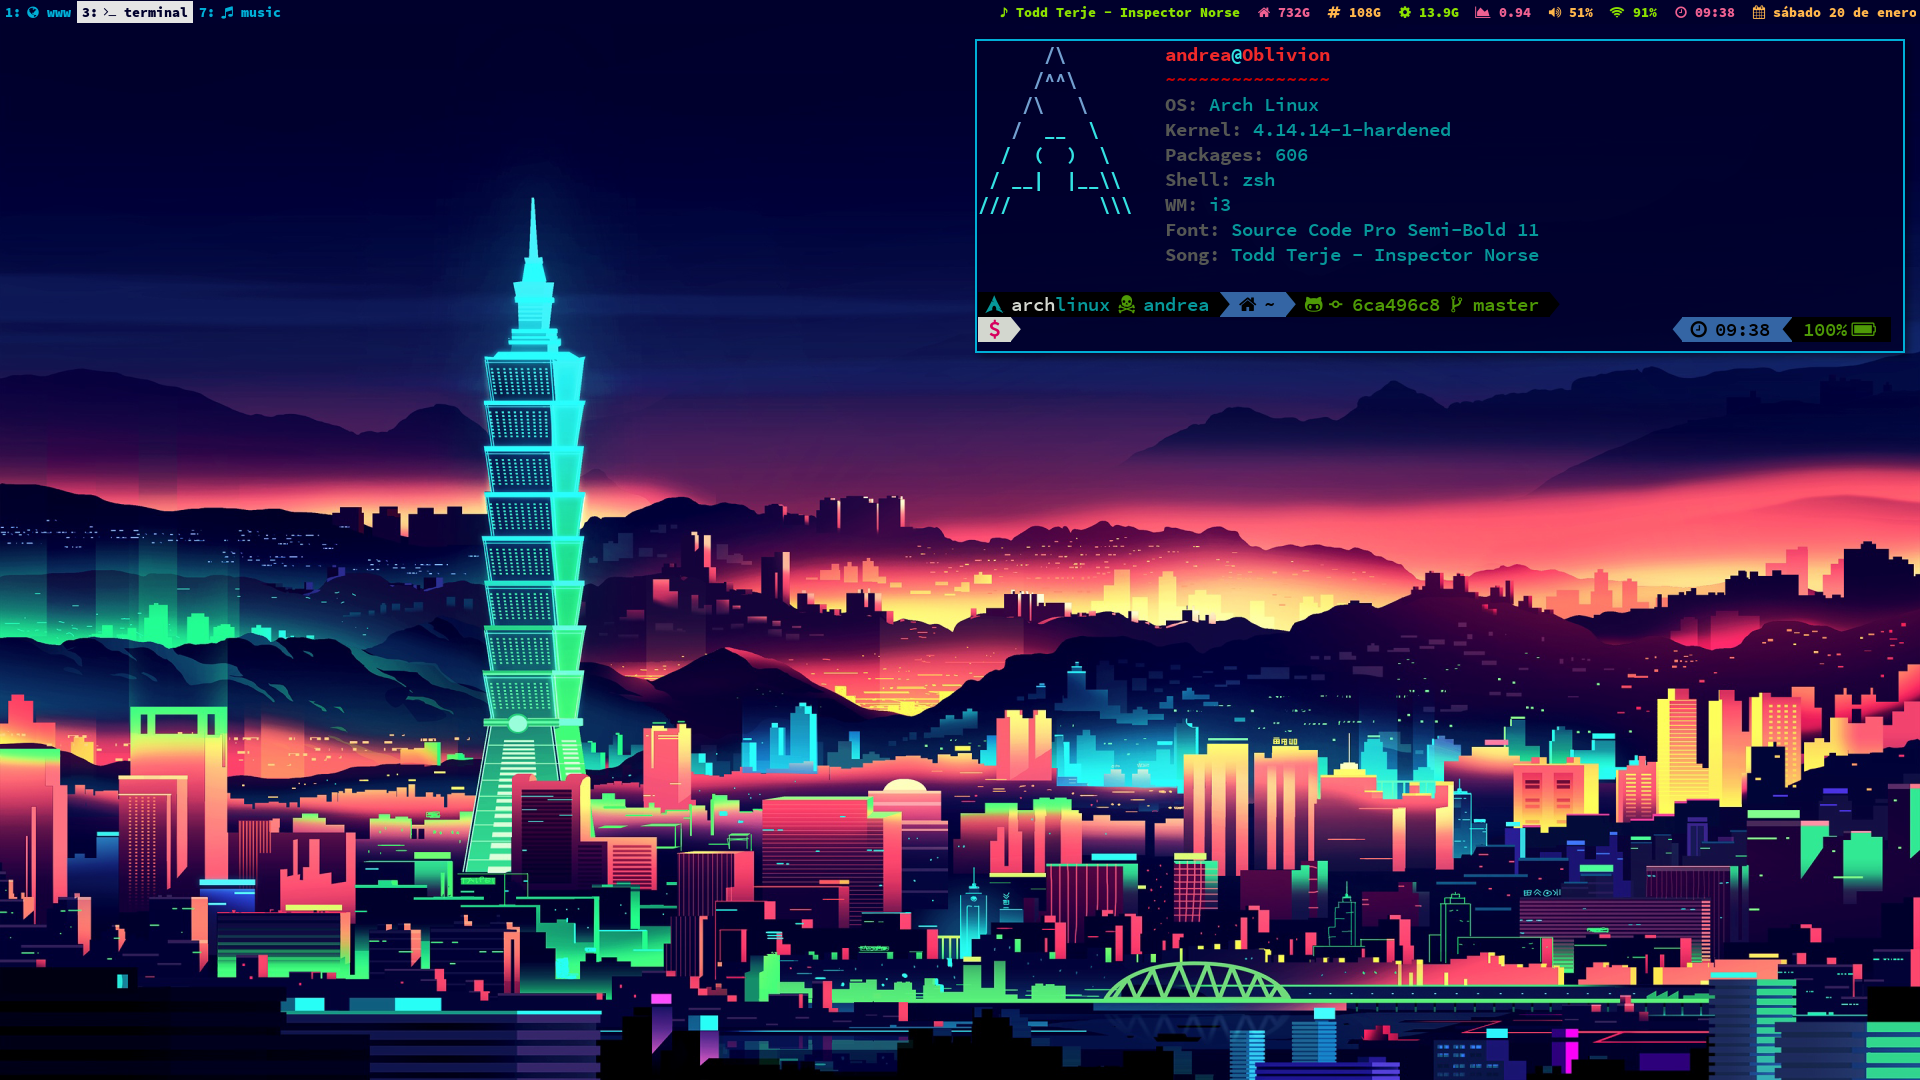 1: www 3: >_ terminal 7: music
♪ Todd Terje - Inspector Norse 732G # 108G 13.9G 0.94 51% 91% 09:38 sábado 20 de enero
andrea@Oblivion
~~~~~~~~~~~~~~~
OS: Arch Linux
Kernel: 4.14.14-1-hardened
Packages: 606
Shell: zsh
WM: i3
Font: Source Code Pro Semi-Bold 11
Song: Todd Terje - Inspector Norse
archlinux andrea ~ 6ca496c8 master
$ 09:38 100%